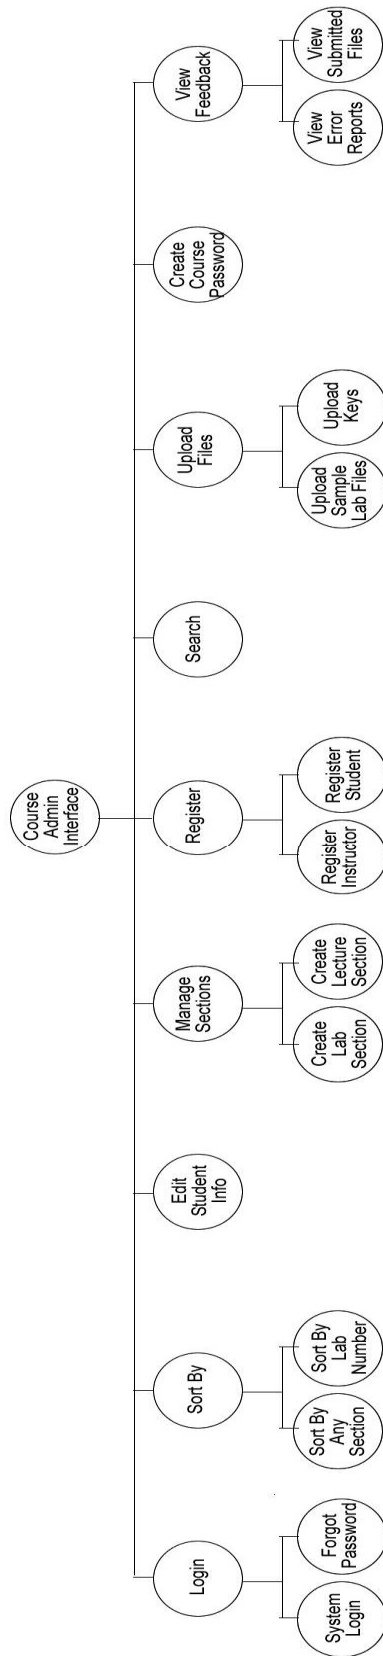 Course
Admin
Interface
Login
Sort By
Edit
Student
Info
Manage
Sections
Register
Search
Upload
Files
Create
Course
Password
View
Feedback
System
Login
Forgot
Password
Sort By
Any
Section
Sort By
Lab
Number
Create
Lab
Section
Create
Lecture
Section
Register
Instructor
Register
Student
Upload
Sample
Lab Files
Upload
Keys
View
Error
Reports
View
Submitted
Files